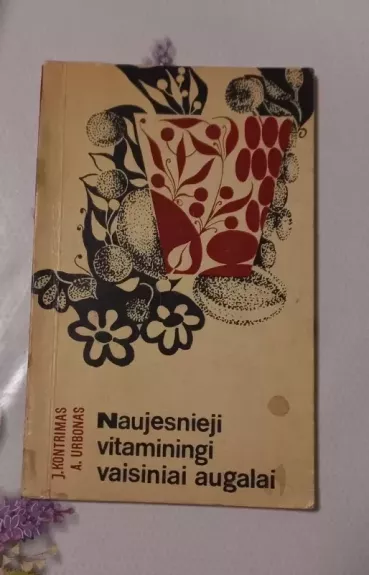 J. KONTRIMAS
A. URBONAS
Naujesnieji
vitaminingi
vaisiniai augalai